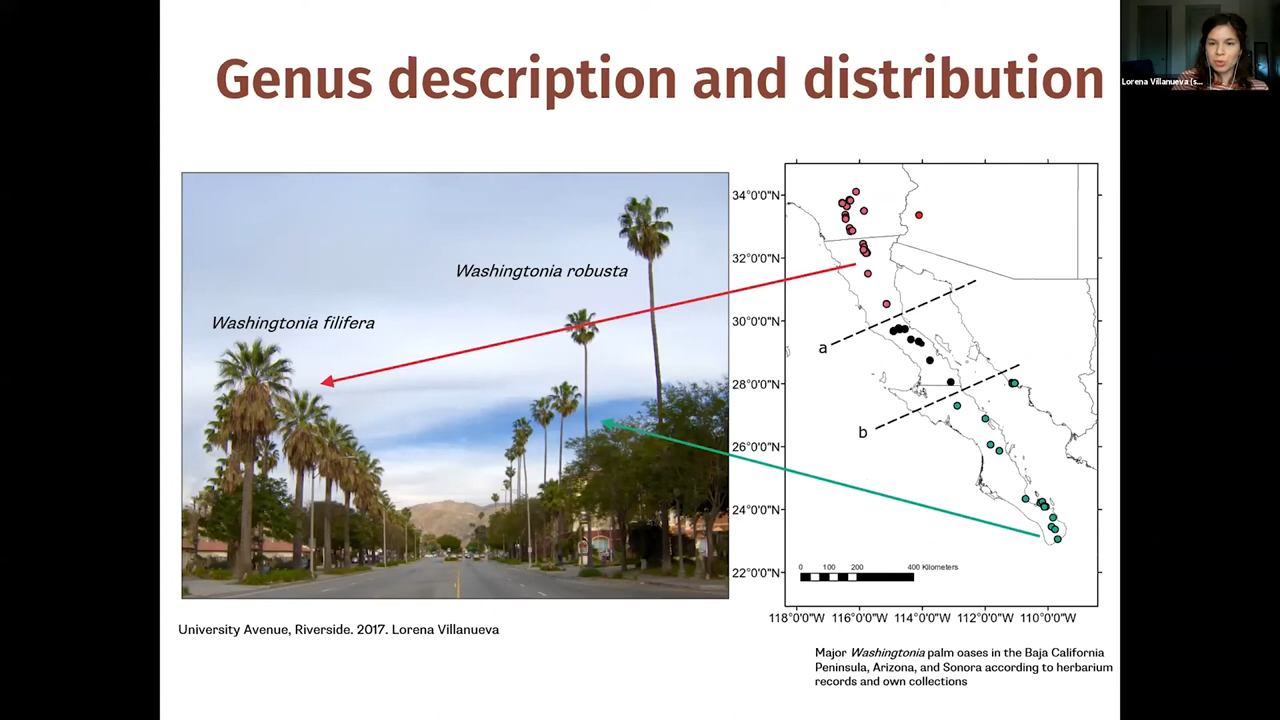 Genus description and distribution
Lorena Villanueva (s...
Washingtonia robusta
Washingtonia filifera
34°0'0"N
32°0'0"N
30°0'0"N
28°0'0"N
26°0'0"N
24°0'0"N
22°0'0"N
a
b
0 100 200 400 Kilometers
118°0'0"W 116°0'0"W 114°0'0"W 112°0'0"W 110°0'0"W
University Avenue, Riverside. 2017. Lorena Villanueva
Major Washingtonia palm oases in the Baja California
Peninsula, Arizona, and Sonora according to herbarium
records and own collections